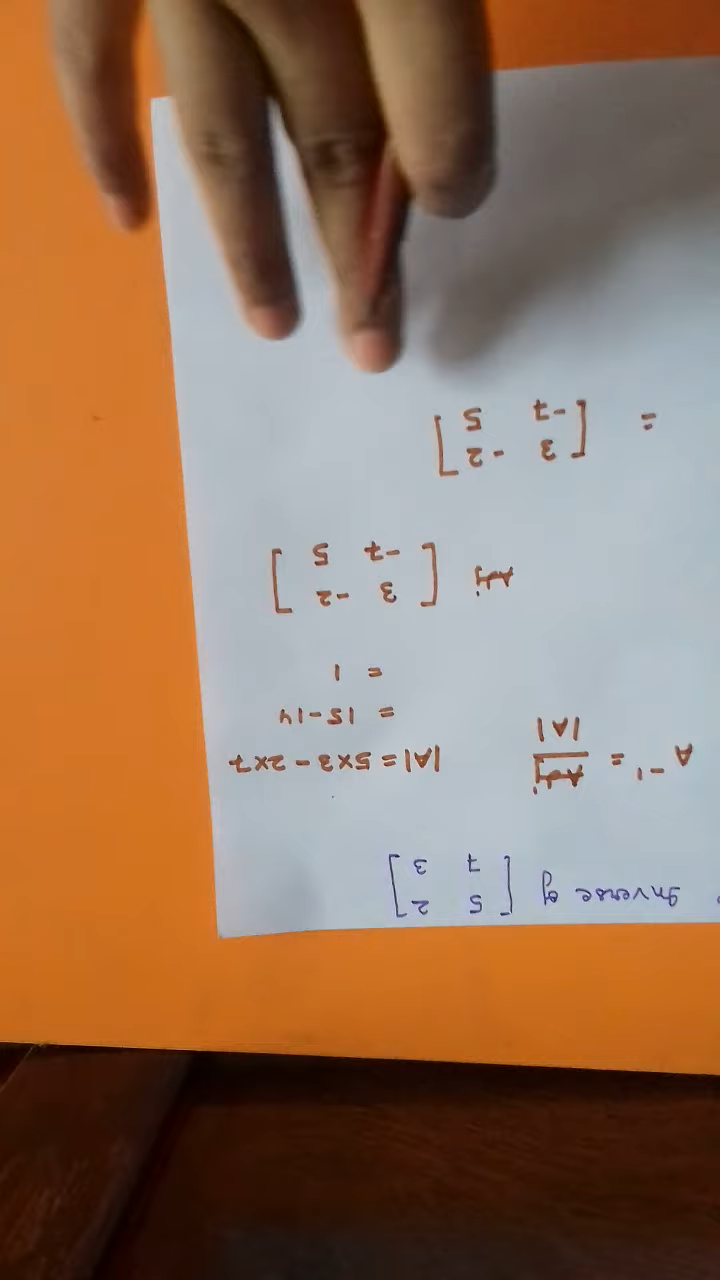 Inverse of [ 5 2
7 3 ]
A⁻¹ = Adj / |A|
|A| = 5×3 - 2×7
= 15-14
= 1
Adj [ 3 -2
-7 5 ]
= [ 3 -2
-7 5 ]